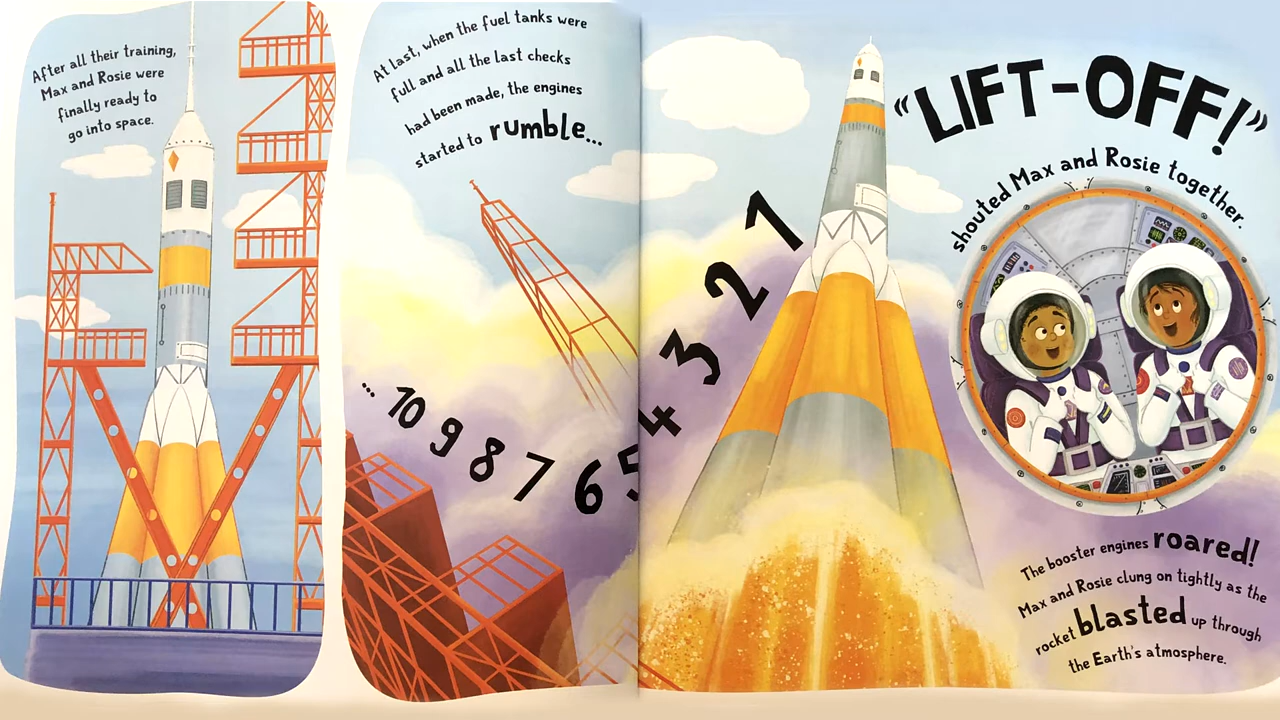 After all their training,
Max and Rosie were
finally ready to
go into space.
At last, when the fuel tanks were
full and all the last checks
had been made, the engines
started to rumble...
... 10 9 8 7 6 5 4 3 2 1
"LIFT-OFF!"
shouted Max and Rosie together.
The booster engines roared!
Max and Rosie clung on tightly as the
rocket blasted up through
the Earth's atmosphere.